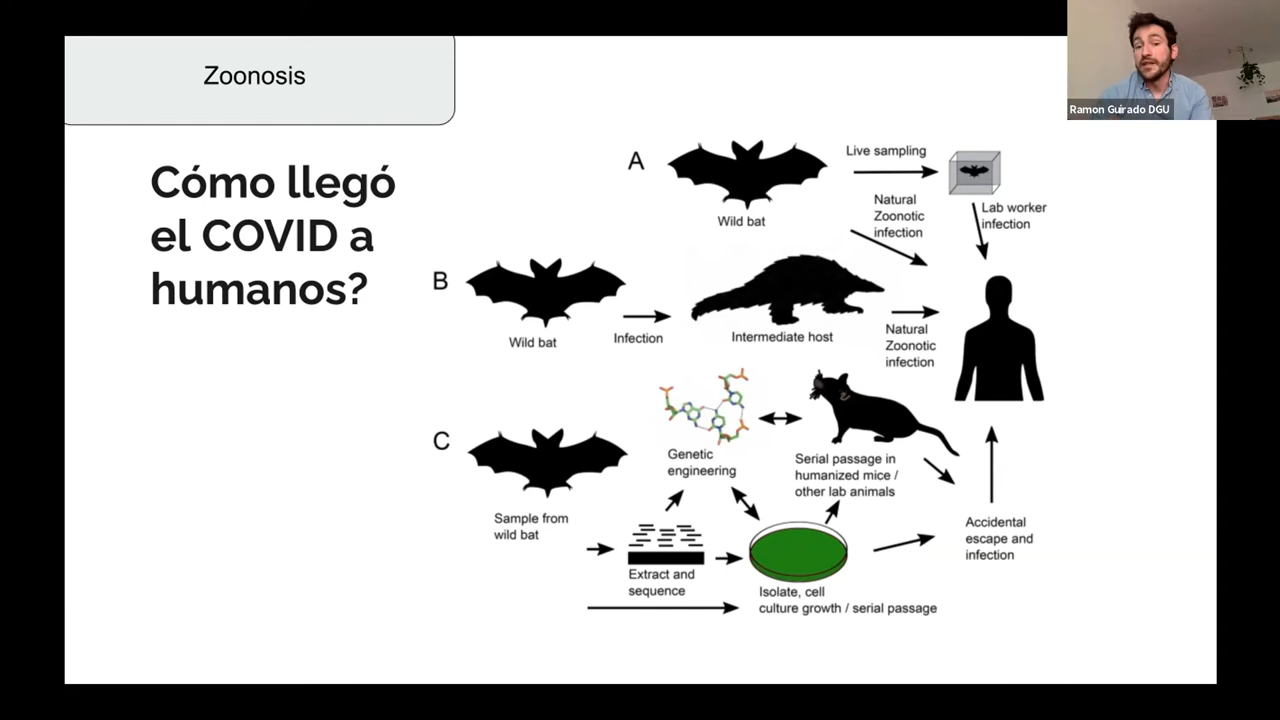 Zoonosis
Ramon Guirado DGU
Cómo llegó
el COVID a
humanos?
A
Wild bat
Live sampling
Natural
Zoonotic
infection
Lab worker
infection
B
Wild bat
Infection
Intermediate host
Natural
Zoonotic
infection
C
Sample from
wild bat
Genetic
engineering
Serial passage in
humanized mice /
other lab animals
Extract and
sequence
Isolate, cell
culture growth / serial passage
Accidental
escape and
infection